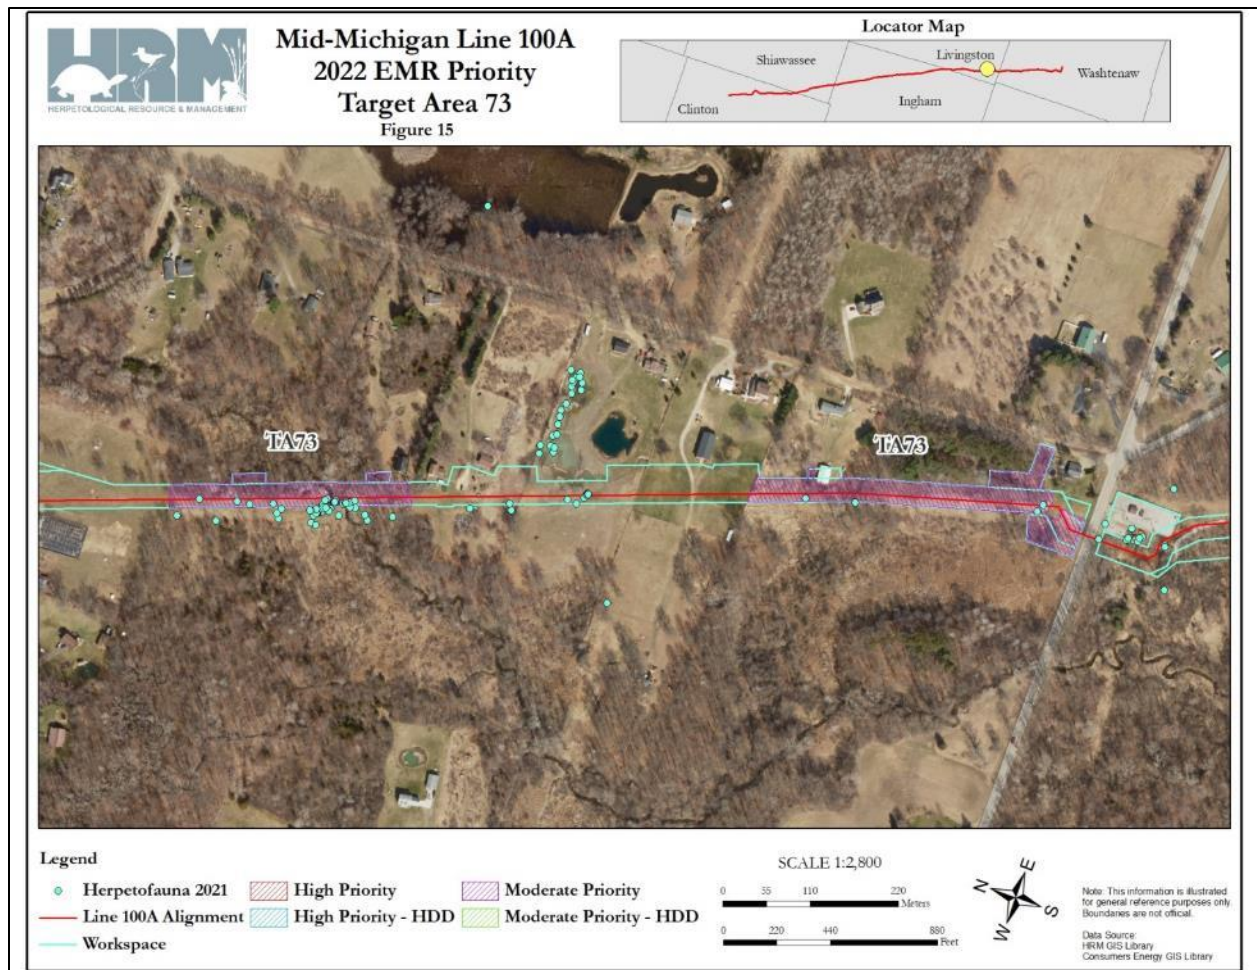 HRM
HERPETOLOGICAL RESOURCE & MANAGEMENT
Mid-Michigan Line 100A
2022 EMR Priority
Target Area 73
Figure 15
Locator Map
Shiawassee
Livingston
Washtenaw
Clinton
Ingham
TA73
TA73
Legend
Herpetofauna 2021
High Priority
Moderate Priority
Line 100A Alignment
High Priority - HDD
Moderate Priority - HDD
Workspace
SCALE 1:2,800
0 55 110 220
Meters
0 220 440 880
Feet
N
E
S
W
Note: This information is illustrated
for general reference purposes only.
Boundaries are not official.
Data Source:
HRM GIS Library
Consumers Energy GIS Library